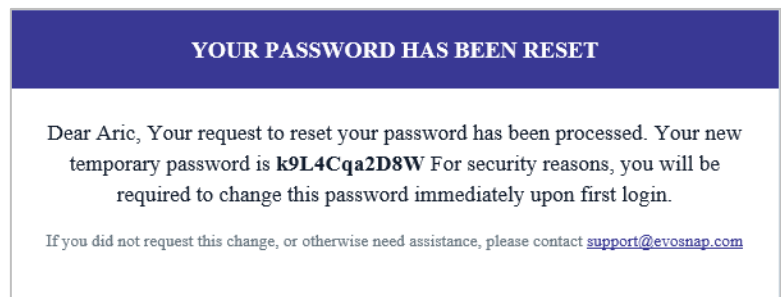 YOUR PASSWORD HAS BEEN RESET
Dear Aric, Your request to reset your password has been processed. Your new
temporary password is k9L4Cqa2D8W For security reasons, you will be
required to change this password immediately upon first login.
If you did not request this change, or otherwise need assistance, please contact support@evosnap.com